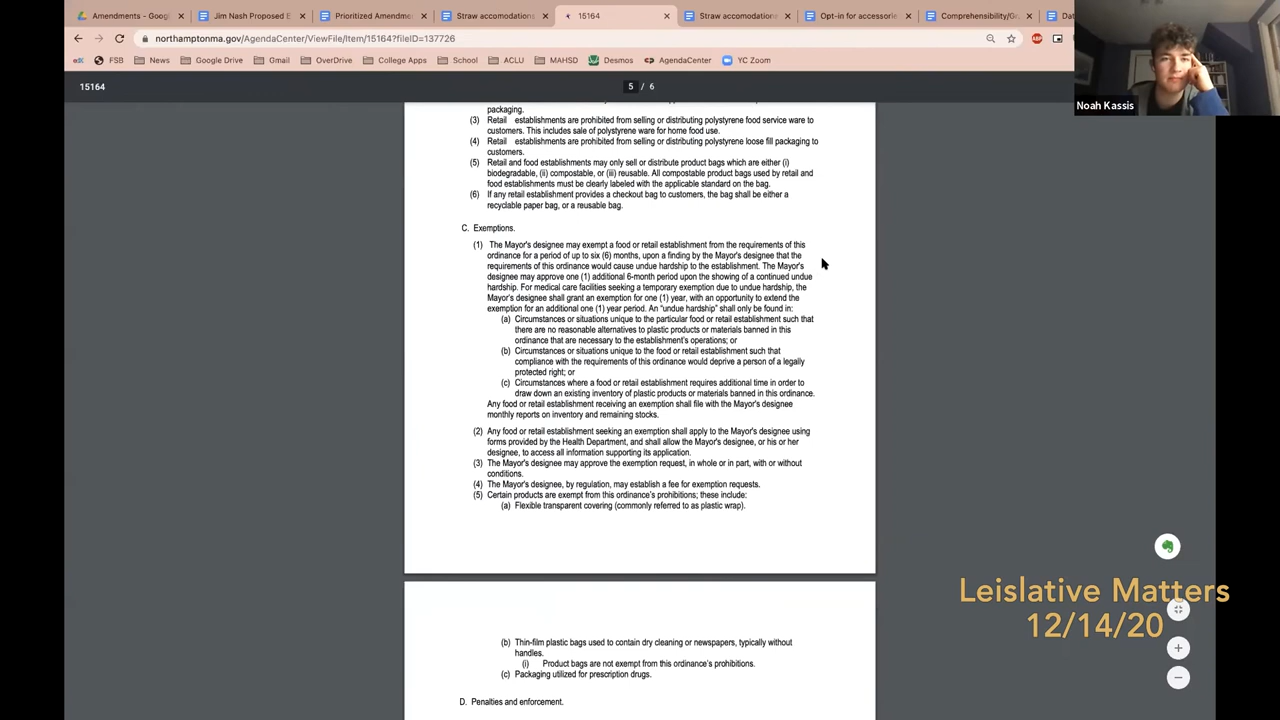 Amendments - Googl
Jim Nash Proposed E
Prioritized Amendme
Straw accomodations
15164
Straw accomodations
Opt-in for accessorie
Comprehensibility/Gr
Dat
northamptonma.gov/AgendaCenter/ViewFile/Item/15164?fileID=137726
FSB
News
Google Drive
Gmail
OverDrive
College Apps
School
ACLU
MAHSD
Desmos
AgendaCenter
YC Zoom
15164
5 / 6
Noah Kassis
packaging.
(3) Retail establishments are prohibited from selling or distributing polystyrene food service ware to
customers. This includes sale of polystyrene ware for home food use.
(4) Retail establishments are prohibited from selling or distributing polystyrene loose fill packaging to
customers.
(5) Retail and food establishments may only sell or distribute product bags which are either (i)
biodegradable, (ii) compostable, or (iii) reusable. All compostable product bags used by retail and
food establishments must be clearly labeled with the applicable standard on the bag.
(6) If any retail establishment provides a checkout bag to customers, the bag shall be either a
recyclable paper bag, or a reusable bag.
C. Exemptions.
(1) The Mayor's designee may exempt a food or retail establishment from the requirements of this
ordinance for a period of up to six (6) months, upon a finding by the Mayor's designee that the
requirements of this ordinance would cause undue hardship to the establishment. The Mayor's
designee may approve one (1) additional 6-month period upon the showing of a continued undue
hardship. For medical care facilities seeking a temporary exemption due to undue hardship, the
Mayor's designee shall grant an exemption for one (1) year, with an opportunity to extend the
exemption for an additional one (1) year period. An "undue hardship" shall only be found in:
(a) Circumstances or situations unique to the particular food or retail establishment such that
there are no reasonable alternatives to plastic products or materials banned in this
ordinance that are necessary to the establishment's operations; or
(b) Circumstances or situations unique to the food or retail establishment such that
compliance with the requirements of this ordinance would deprive a person of a legally
protected right; or
(c) Circumstances where a food or retail establishment requires additional time in order to
draw down an existing inventory of plastic products or materials banned in this ordinance.
Any food or retail establishment receiving an exemption shall file with the Mayor's designee
monthly reports on inventory and remaining stocks.
(2) Any food or retail establishment seeking an exemption shall apply to the Mayor's designee using
forms provided by the Health Department, and shall allow the Mayor's designee, or his or her
designee, to access all information supporting its application.
(3) The Mayor's designee may approve the exemption request, in whole or in part, with or without
conditions.
(4) The Mayor's designee, by regulation, may establish a fee for exemption requests.
(5) Certain products are exempt from this ordinance's prohibitions; these include:
(a) Flexible transparent covering (commonly referred to as plastic wrap).
(b) Thin-film plastic bags used to contain dry cleaning or newspapers, typically without
handles.
(i) Product bags are not exempt from this ordinance's prohibitions.
(c) Packaging utilized for prescription drugs.
D. Penalties and enforcement.
Leislative Matters
12/14/20